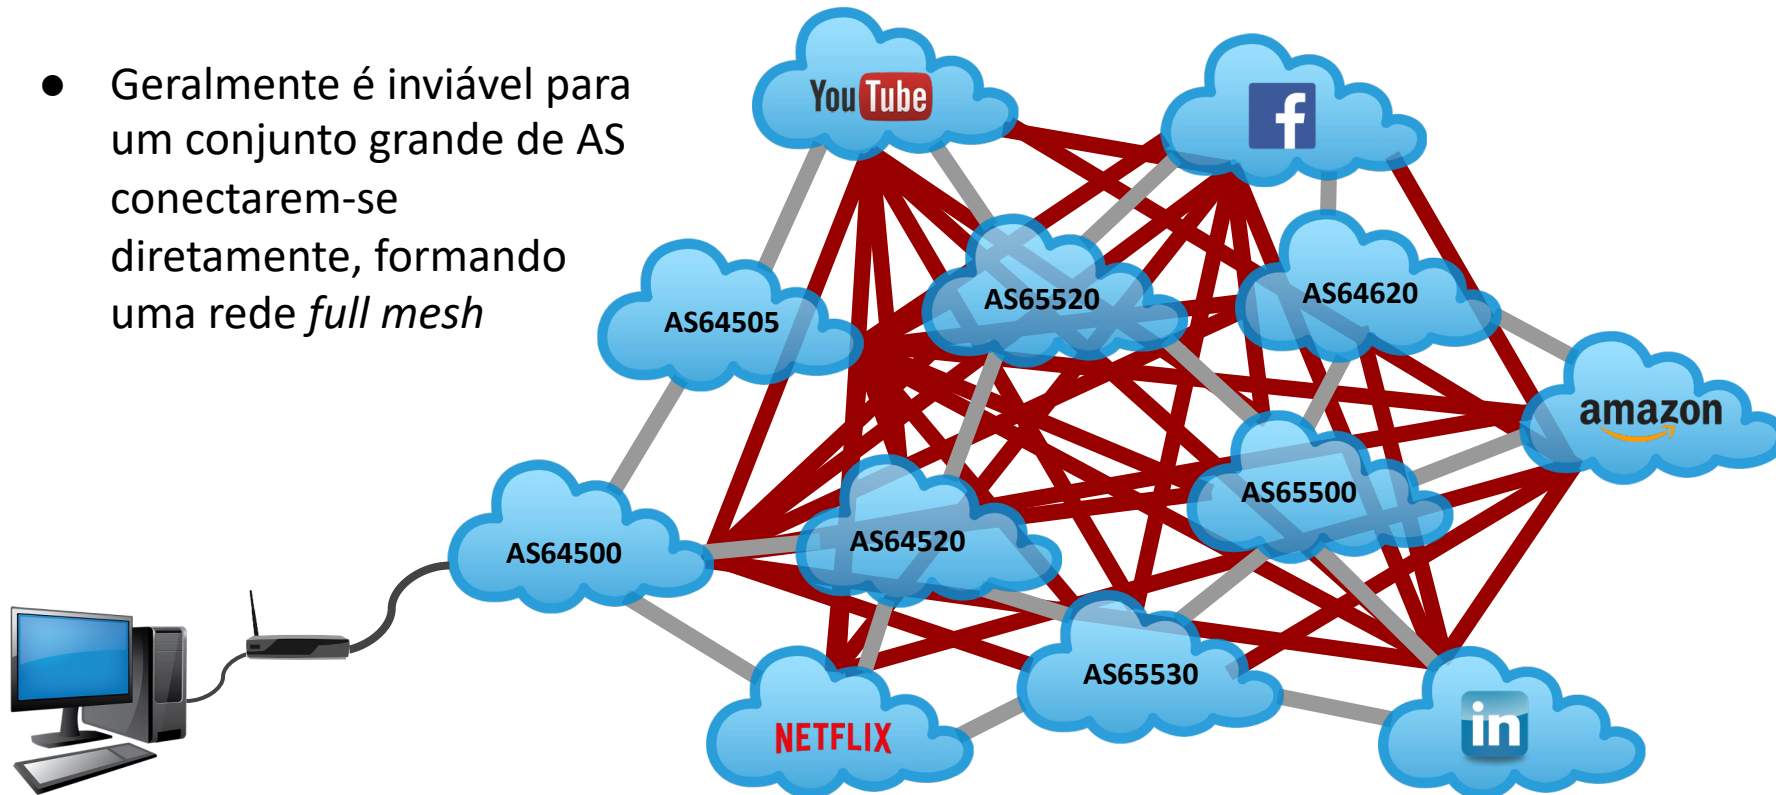 ● Geralmente é inviável para
um conjunto grande de AS
conectarem-se
diretamente, formando
uma rede full mesh
YouTube
f
AS65520
AS64620
AS64505
amazon
AS65500
AS64520
AS64500
AS65530
NETFLIX
in